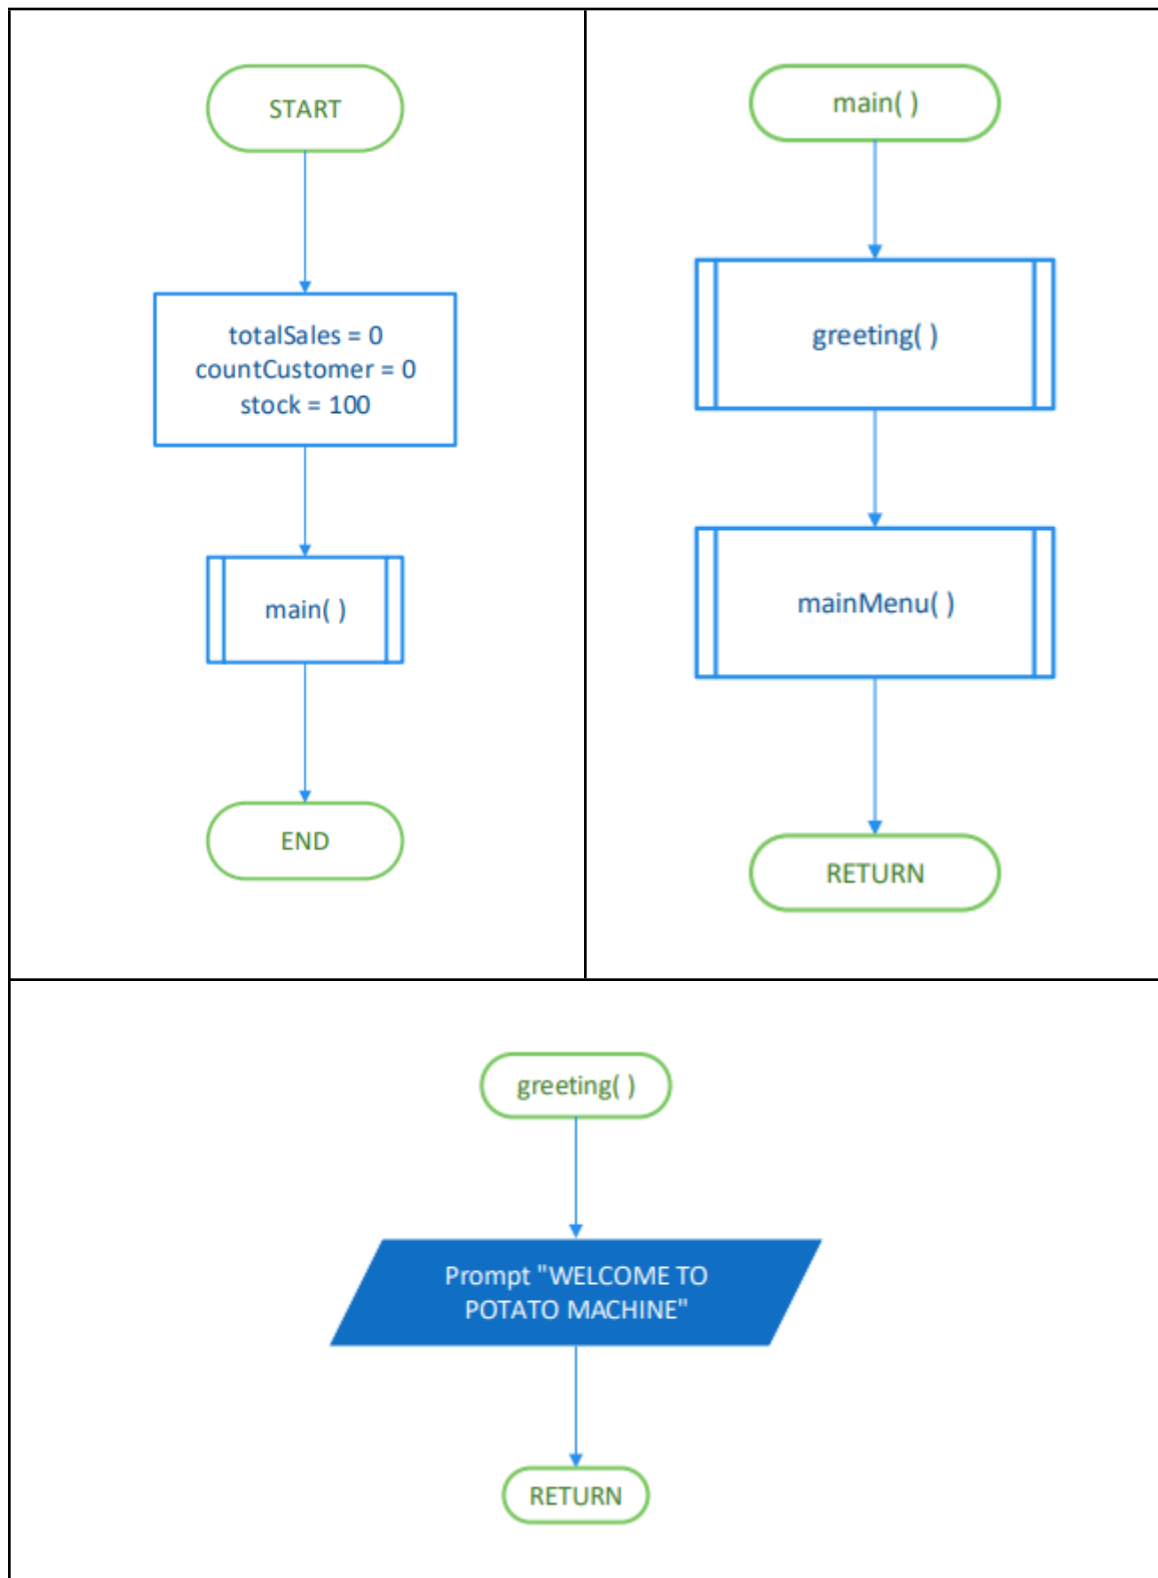 START
totalSales = 0
countCustomer = 0
stock = 100
main( )
END
main( )
greeting( )
mainMenu( )
RETURN
greeting( )
Prompt "WELCOME TO
POTATO MACHINE"
RETURN